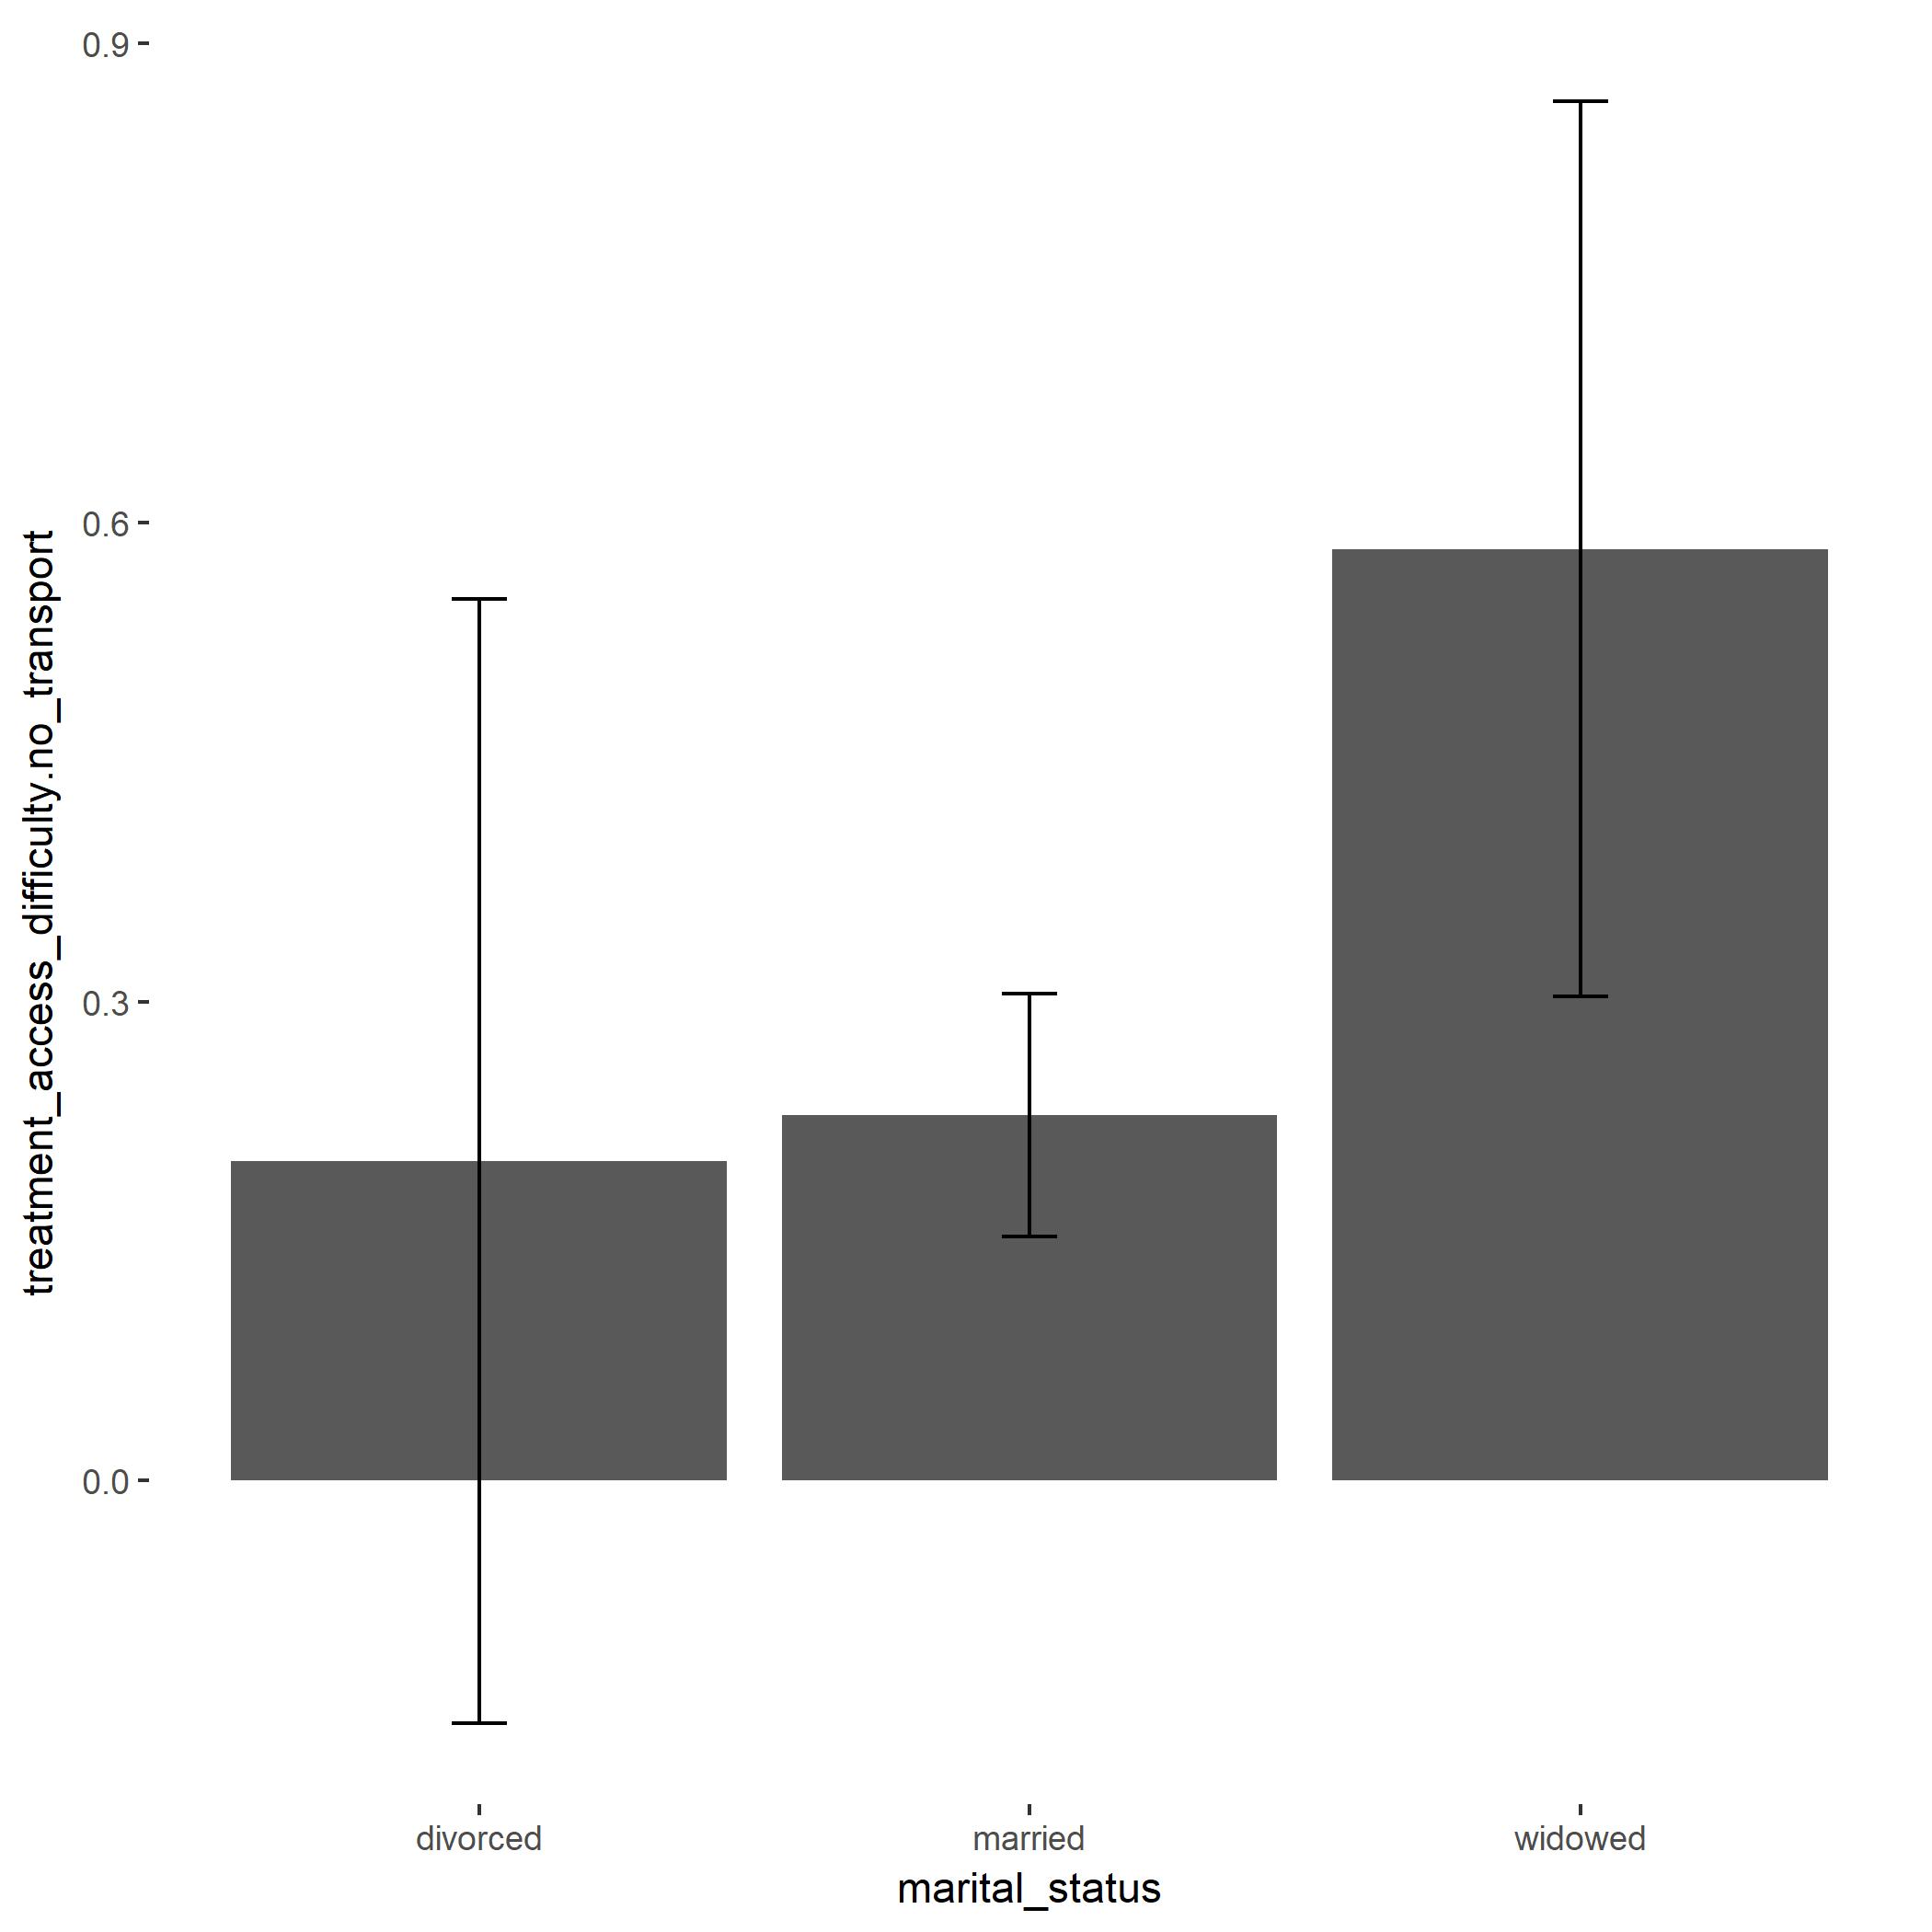 0.9
0.6
0.3
0.0
treatment_access_difficulty.no_transport
divorced
married
widowed
marital_status